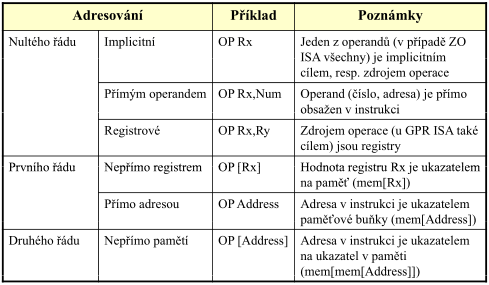 Adresování Příklad Poznámky
Nultého řádu Implicitní OP Rx Jeden z operandů (v případě ZO
ISA všechny) je implicitním
cílem, resp. zdrojem operace
Přímým operandem OP Rx,Num Operand (číslo, adresa) je přímo
obsažen v instrukci
Registrové OP Rx,Ry Zdrojem operace (u GPR ISA také
cílem) jsou registry
Prvního řádu Nepřímo registrem OP [Rx] Hodnota registru Rx je ukazatelem
na paměť (mem[Rx])
Přímo adresou OP Address Adresa v instrukci je ukazatelem
paměťové buňky (mem[Address])
Druhého řádu Nepřímo pamětí OP [Address] Adresa v instrukci je ukazatelem
na ukazatel v paměti
(mem[mem[Address]])